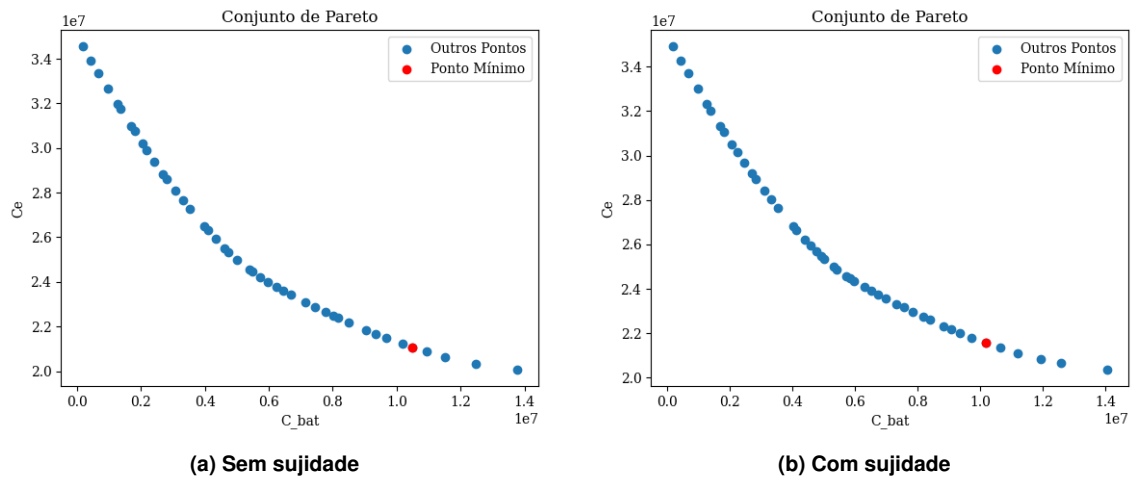 Conjunto de Pareto
1e7
Outros Pontos
Ponto Mínimo
3.4
3.2
3.0
2.8
2.6
2.4
2.2
2.0
Ce
0.0 0.2 0.4 0.6 0.8 1.0 1.2 1.4
1e7
C_bat
(a) Sem sujidade
Conjunto de Pareto
1e7
Outros Pontos
Ponto Mínimo
3.4
3.2
3.0
2.8
2.6
2.4
2.2
2.0
Ce
0.0 0.2 0.4 0.6 0.8 1.0 1.2 1.4
1e7
C_bat
(b) Com sujidade